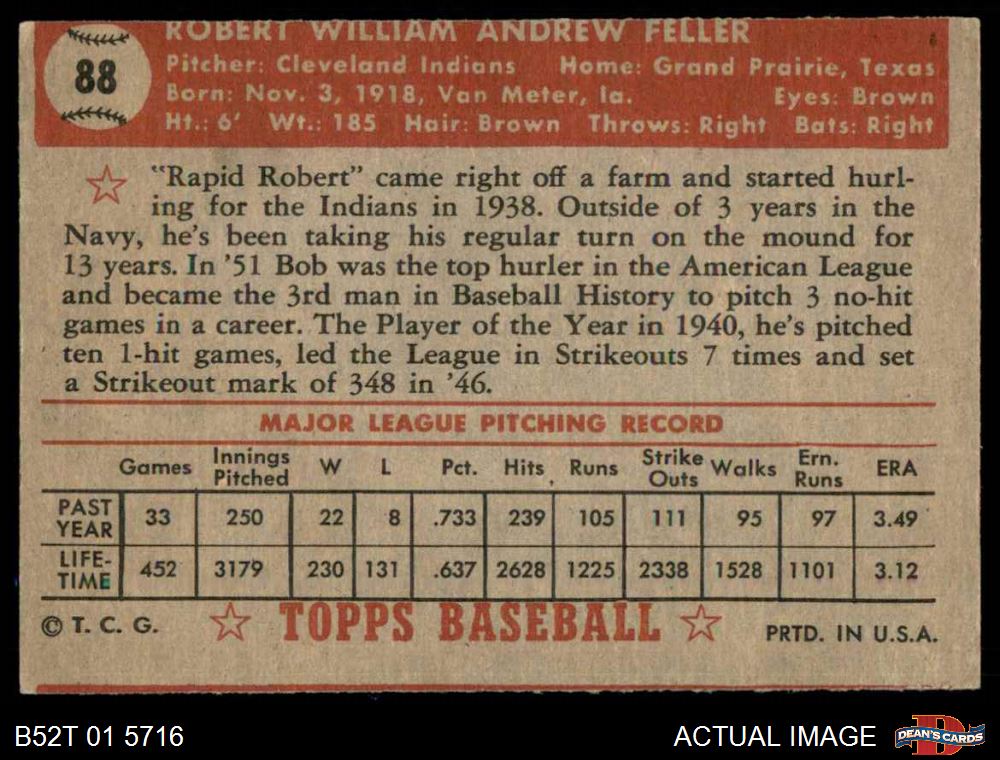 88
ROBERT WILLIAM ANDREW FELLER
Pitcher: Cleveland Indians Home: Grand Prairie, Texas
Born: Nov. 3, 1918, Van Meter, Ia. Eyes: Brown
Ht.: 6' Wt.: 185 Hair: Brown Throws: Right Bats: Right
"Rapid Robert" came right off a farm and started hurl-
ing for the Indians in 1938. Outside of 3 years in the
Navy, he's been taking his regular turn on the mound for
13 years. In '51 Bob was the top hurler in the American League
and became the 3rd man in Baseball History to pitch 3 no-hit
games in a career. The Player of the Year in 1940, he's pitched
ten 1-hit games, led the League in Strikeouts 7 times and set
a Strikeout mark of 348 in '46.
MAJOR LEAGUE PITCHING RECORD
Games Innings Pitched W L Pct. Hits Runs Strike Outs Walks Ern. Runs ERA
PAST YEAR 33 250 22 8 .733 239 105 111 95 97 3.49
LIFE-TIME 452 3179 230 131 .637 2628 1225 2338 1528 1101 3.12
© T. C. G. ☆ TOPPS BASEBALL ☆ PRTD. IN U.S.A.
B52T 01 5716 ACTUAL IMAGE DEAN'S CARDS